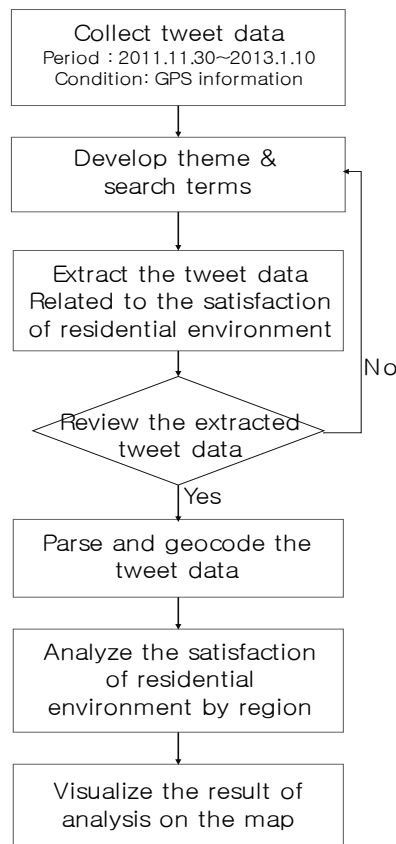 Collect tweet data
Period : 2011.11.30~2013.1.10
Condition: GPS information
Develop theme &
search terms
Extract the tweet data
Related to the satisfaction
of residential environment
No
Review the extracted
tweet data
Yes
Parse and geocode the
tweet data
Analyze the satisfaction
of residential
environment by region
Visualize the result of
analysis on the map